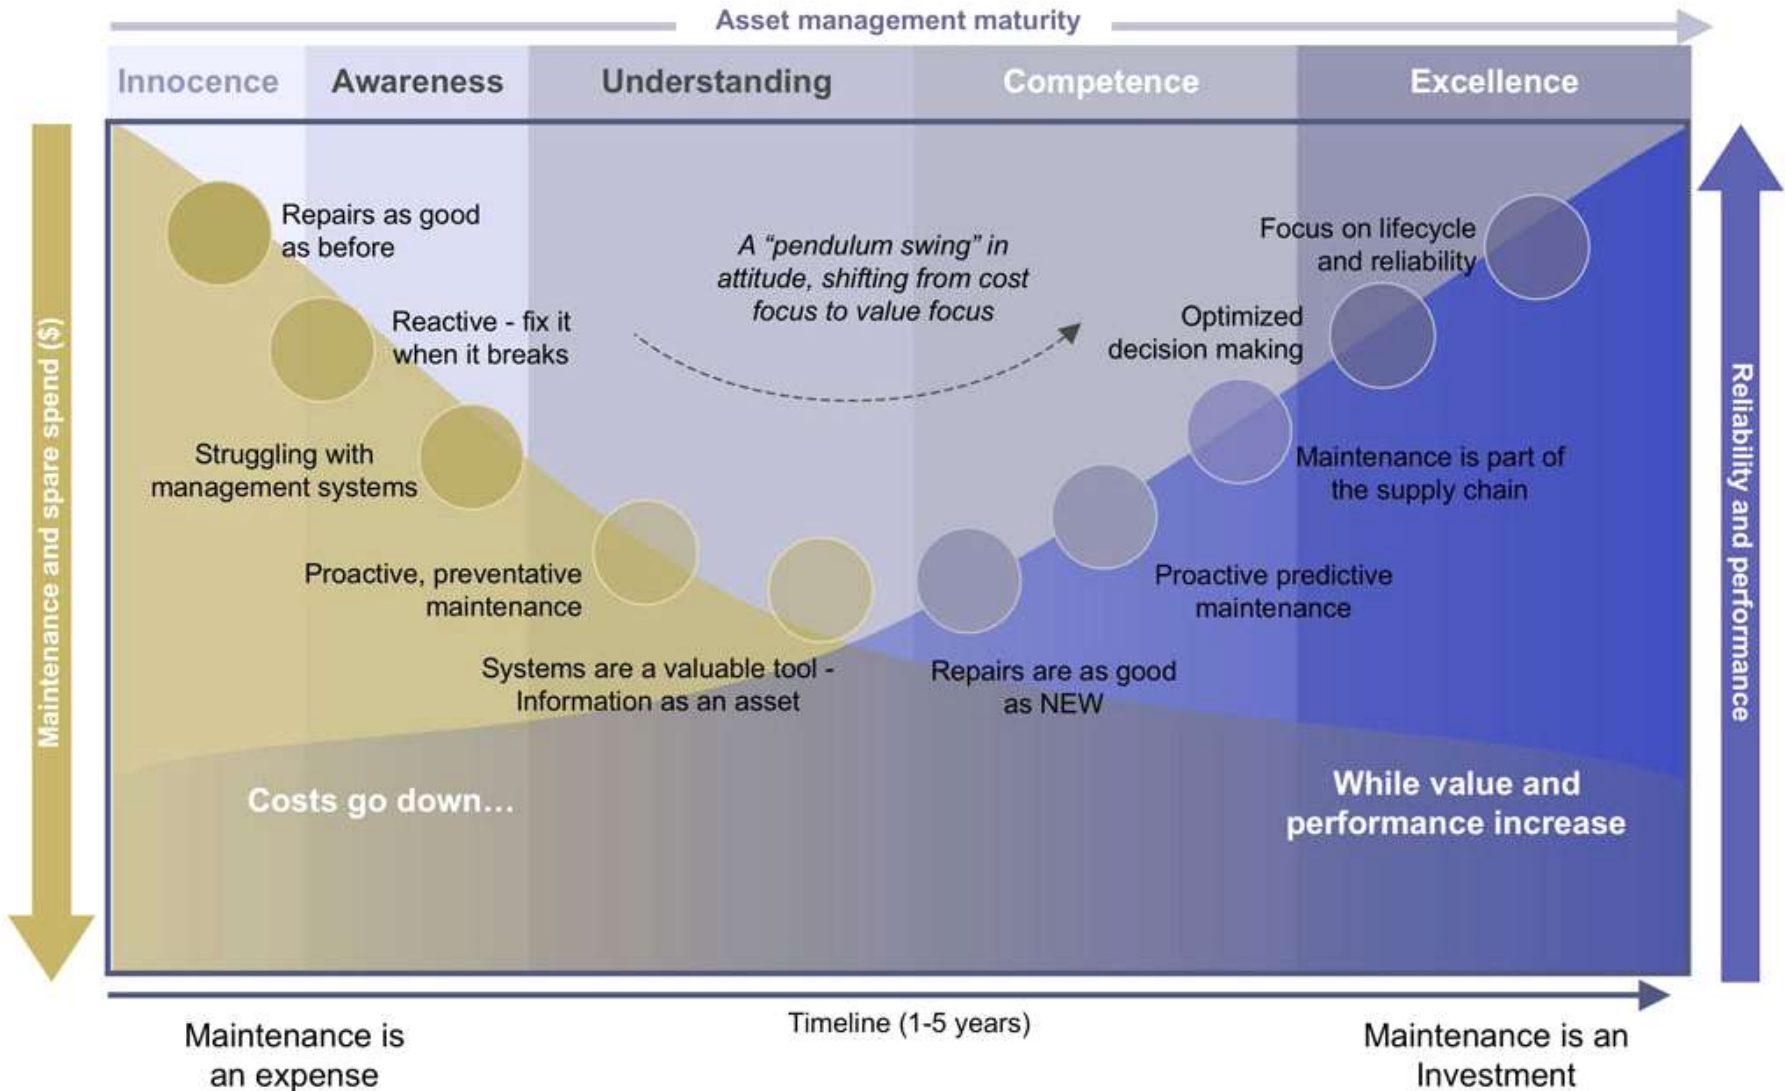 Asset management maturity
Innocence
Awareness
Understanding
Competence
Excellence
Maintenance and spare spend ($)
Repairs as good
as before
Reactive - fix it
when it breaks
Struggling with
management systems
Proactive, preventative
maintenance
Systems are a valuable tool -
Information as an asset
A “pendulum swing” in
attitude, shifting from cost
focus to value focus
Repairs are as good
as NEW
Proactive predictive
maintenance
Maintenance is part of
the supply chain
Optimized
decision making
Focus on lifecycle
and reliability
Reliability and performance
Costs go down…
While value and
performance increase
Timeline (1-5 years)
Maintenance is
an expense
Maintenance is an
Investment